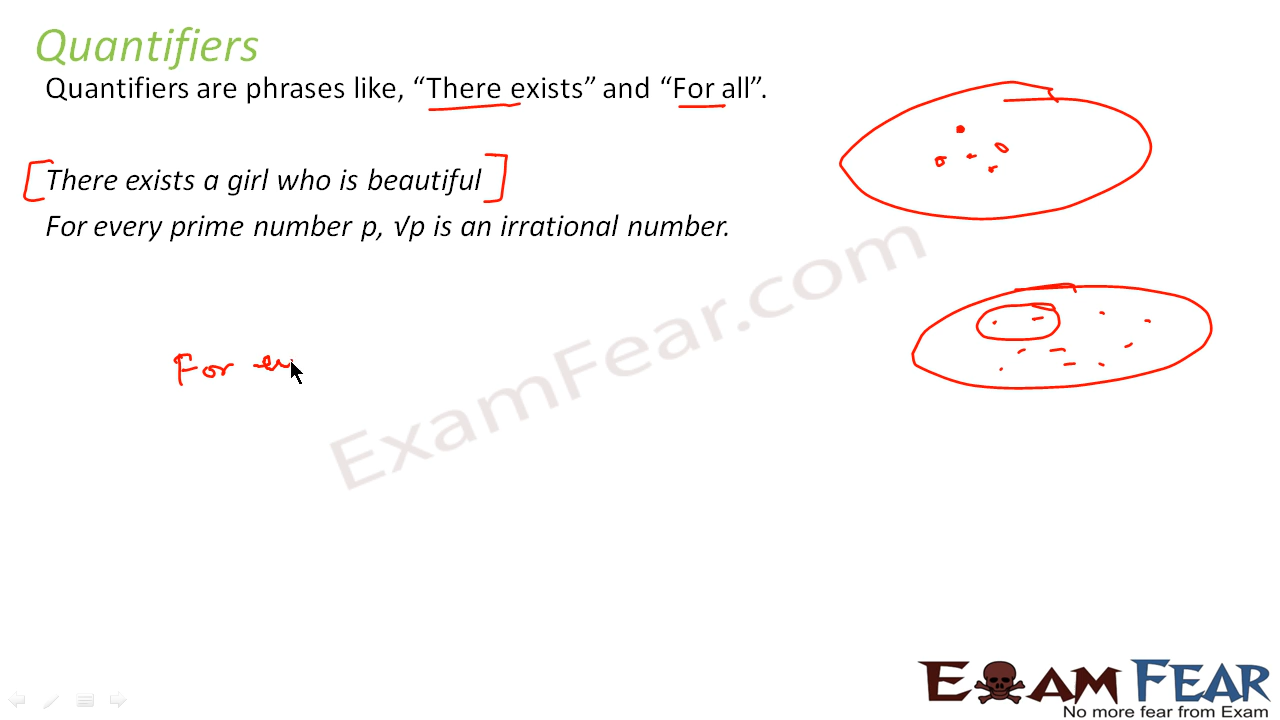 Quantifiers
Quantifiers are phrases like, “There exists” and “For all”.
There exists a girl who is beautiful
For every prime number p, √p is an irrational number.
ExamFear.com
For
EXAM FEAR
No more fear from Exam